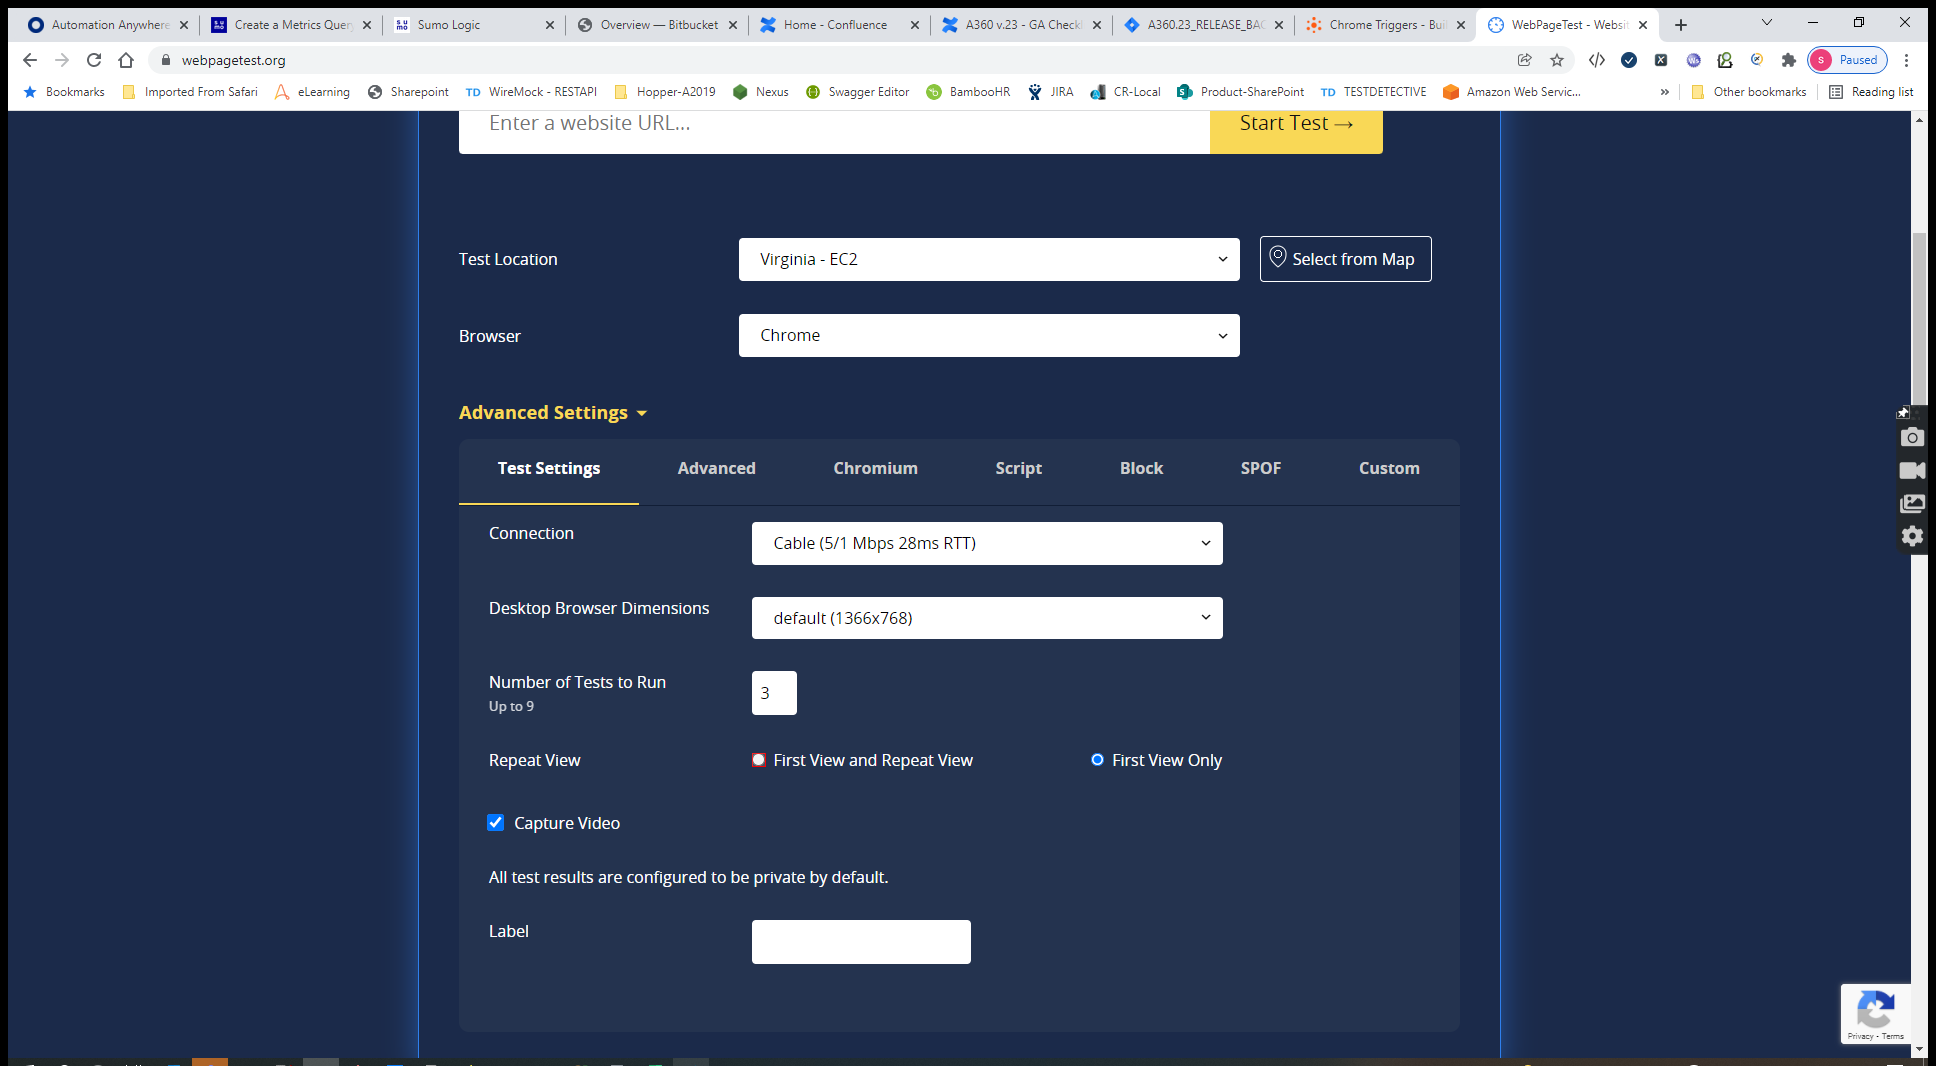 Automation Anywhere
Create a Metrics Query
Sumo Logic
Overview — Bitbucket
Home - Confluence
A360 v.23 - GA Checkl
A360.23_RELEASE_BAC
Chrome Triggers - Buil
WebPageTest - Websit
webpagetest.org
S
Paused
Bookmarks
Imported From Safari
eLearning
Sharepoint
TD WireMock - RESTAPI
Hopper-A2019
Nexus
Swagger Editor
BambooHR
JIRA
CR-Local
Product-SharePoint
TD TESTDETECTIVE
Amazon Web Servic...
»
Other bookmarks
Reading list
Enter a website URL...
Start Test →
Test Location
Virginia - EC2
Select from Map
Browser
Chrome
Advanced Settings
Test Settings
Advanced
Chromium
Script
Block
SPOF
Custom
Connection
Cable (5/1 Mbps 28ms RTT)
Desktop Browser Dimensions
default (1366x768)
Number of Tests to Run
Up to 9
3
Repeat View
First View and Repeat View
First View Only
Capture Video
All test results are configured to be private by default.
Label
Privacy - Terms